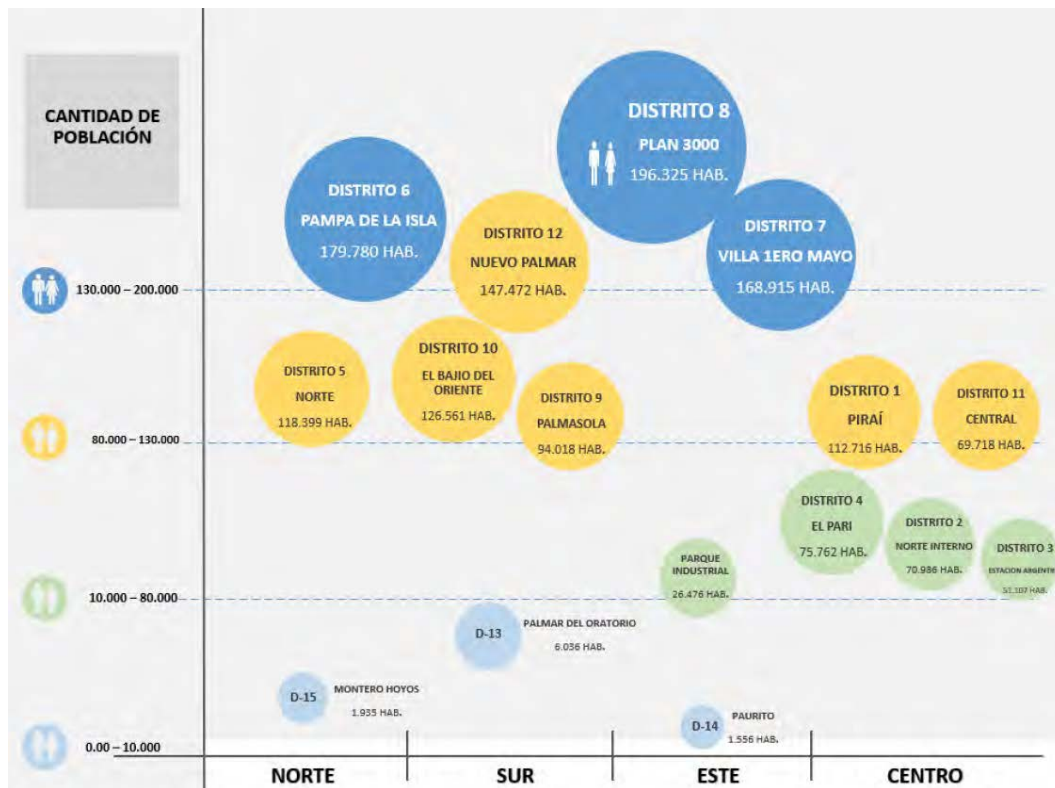 CANTIDAD DE
POBLACIÓN
DISTRITO 8
PLAN 3000
196.325 HAB.
DISTRITO 6
PAMPA DE LA ISLA
179.780 HAB.
DISTRITO 12
NUEVO PALMAR
147.472 HAB.
DISTRITO 7
VILLA 1ERO MAYO
168.915 HAB.
130.000 – 200.000
DISTRITO 5
NORTE
118.399 HAB.
DISTRITO 10
EL BAJIO DEL
ORIENTE
126.561 HAB.
DISTRITO 9
PALMASOLA
94.018 HAB.
DISTRITO 1
PIRAÍ
112.716 HAB.
DISTRITO 11
CENTRAL
69.718 HAB.
80.000 – 130.000
DISTRITO 4
EL PARI
75.762 HAB.
DISTRITO 2
NORTE INTERNO
70.986 HAB.
DISTRITO 3
ESTACION ARGENTIN
51.107 HAB.
PARQUE
INDUSTRIAL
26.476 HAB.
10.000 – 80.000
D-13
PALMAR DEL ORATORIO
6.036 HAB.
D-15
MONTERO HOYOS
1.935 HAB.
D-14
PAURITO
1.556 HAB.
0.00 – 10.000
NORTE
SUR
ESTE
CENTRO